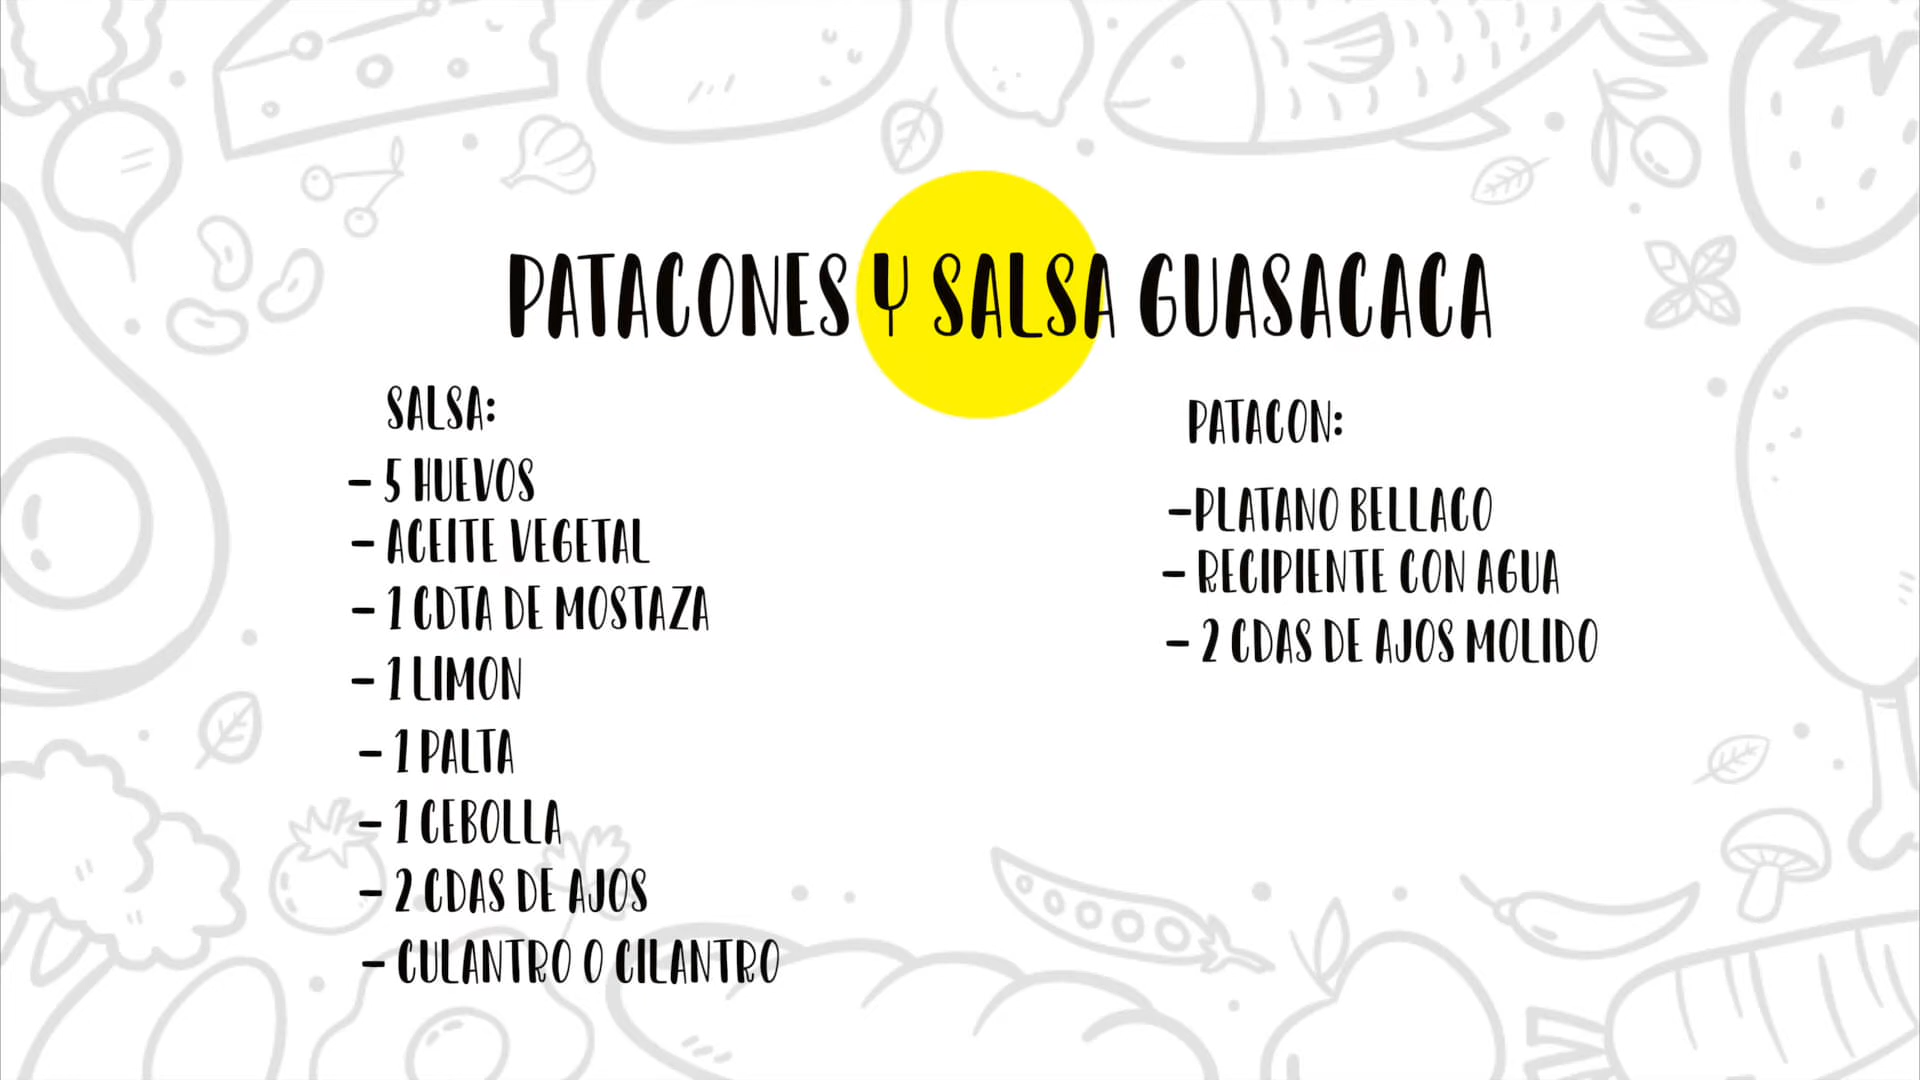 PATACONES Y SALSA GUASACACA
SALSA:
- 5 HUEVOS
- ACEITE VEGETAL
- 1 CDTA DE MOSTAZA
- 1 LIMON
- 1 PALTA
- 1 CEBOLLA
- 2 CDAS DE AJOS
- CULANTRO O CILANTRO
PATACON:
-PLATANO BELLACO
- RECIPIENTE CON AGUA
- 2 CDAS DE AJOS MOLIDO